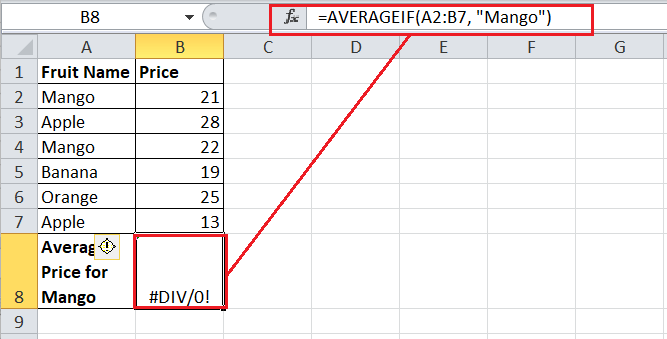 B8 fx =AVERAGEIF(A2:B7, "Mango")
A B C D E F G
1 Fruit Name Price
2 Mango 21
3 Apple 28
4 Mango 22
5 Banana 19
6 Orange 25
7 Apple 13
Averag
Price for
8 Mango #DIV/0!
9